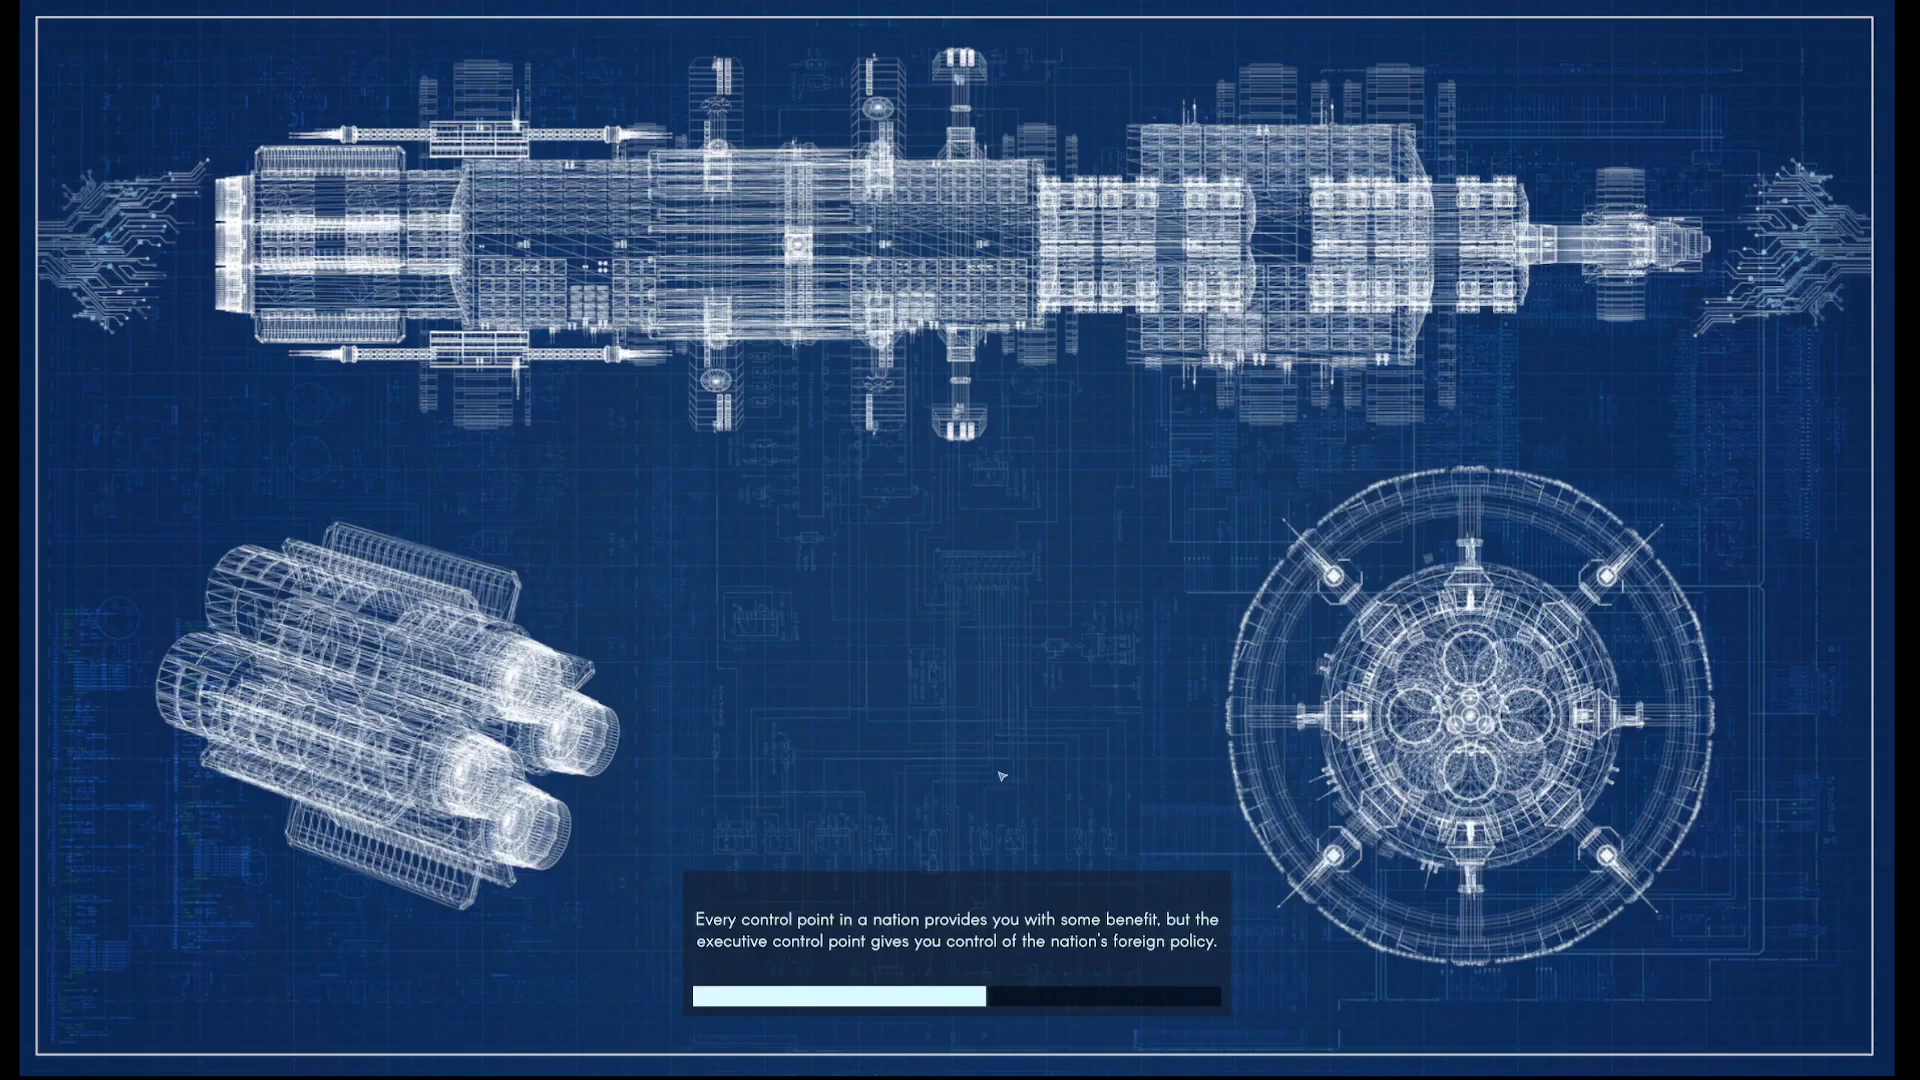 Every control point in a nation provides you with some benefit, but the
executive control point gives you control of the nation's foreign policy.